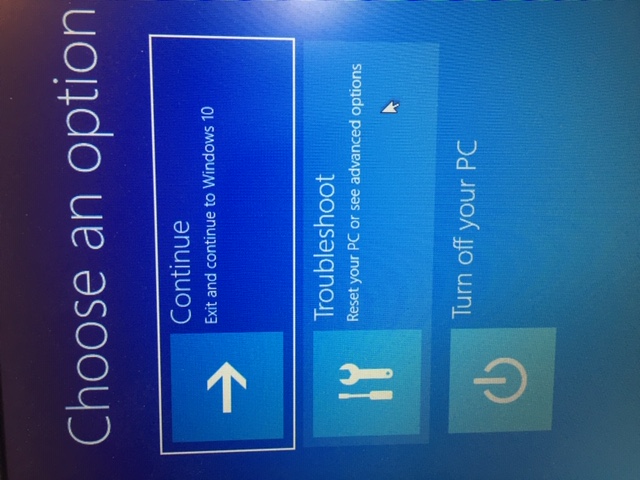 Choose an option
Continue
Exit and continue to Windows 10
Troubleshoot
Reset your PC or see advanced options
Turn off your PC